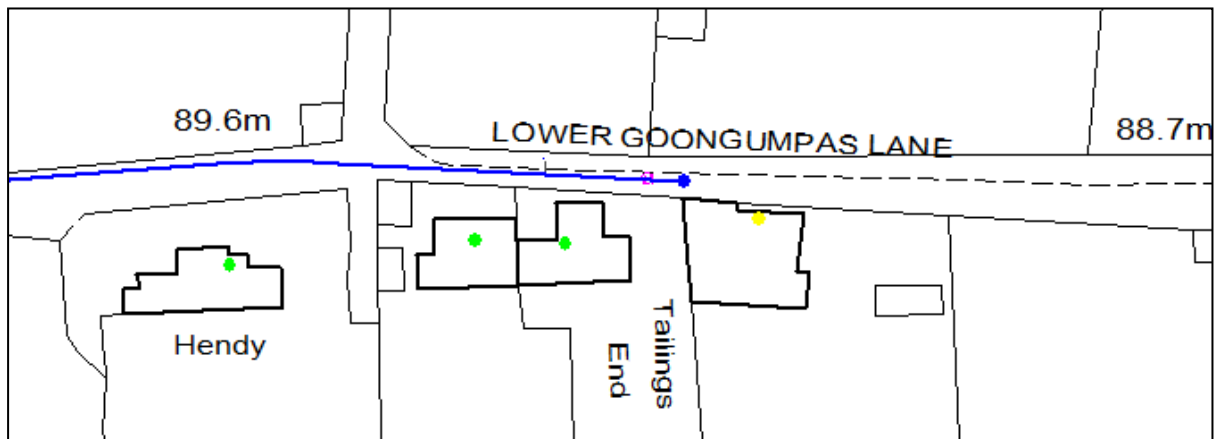 89.6m
LOWER GOONGUMPAS LANE
88.7m
Hendy
Tailings
End